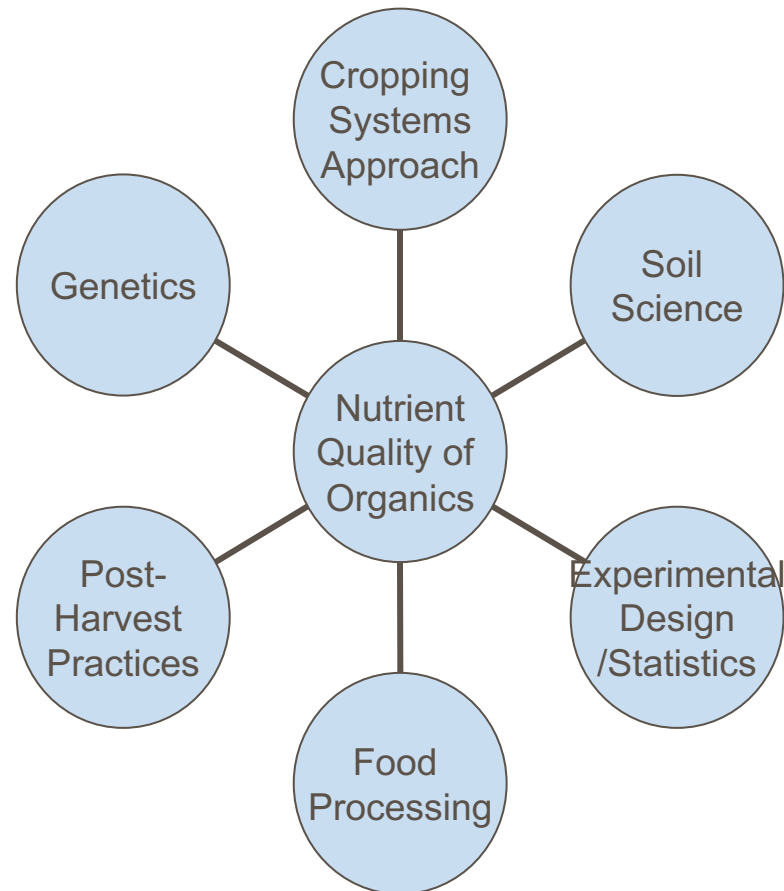 Cropping
Systems
Approach
Genetics
Soil
Science
Nutrient
Quality of
Organics
Post-
Harvest
Practices
Experimental
Design
/Statistics
Food
Processing